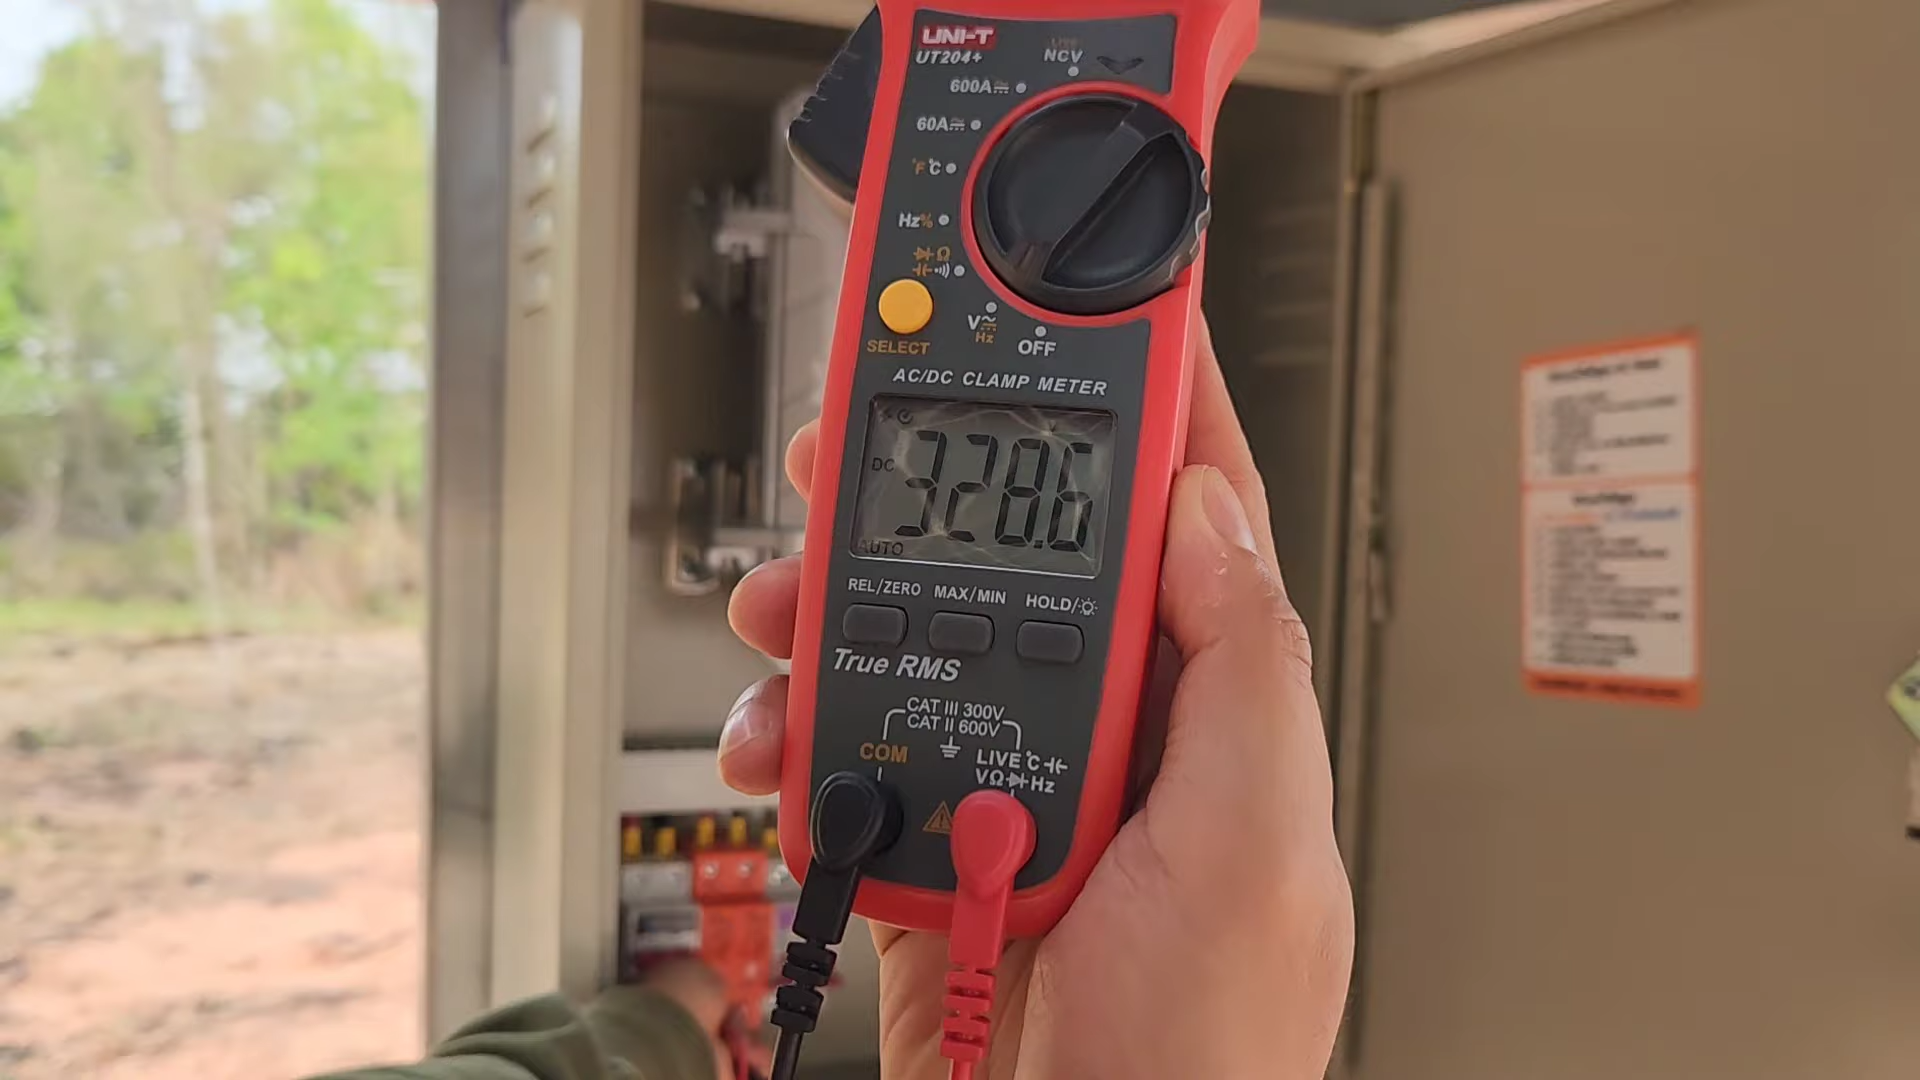 UNI-T
UT204+
LIVE
NCV
600A
60A
°F°C
Hz%
Ω
V
Hz
OFF
SELECT
AC/DC CLAMP METER
DC
328.6
AUTO
REL/ZERO MAX/MIN HOLD/
True RMS
CAT III 300V
CAT II 600V
COM
LIVE °C
VΩ Hz